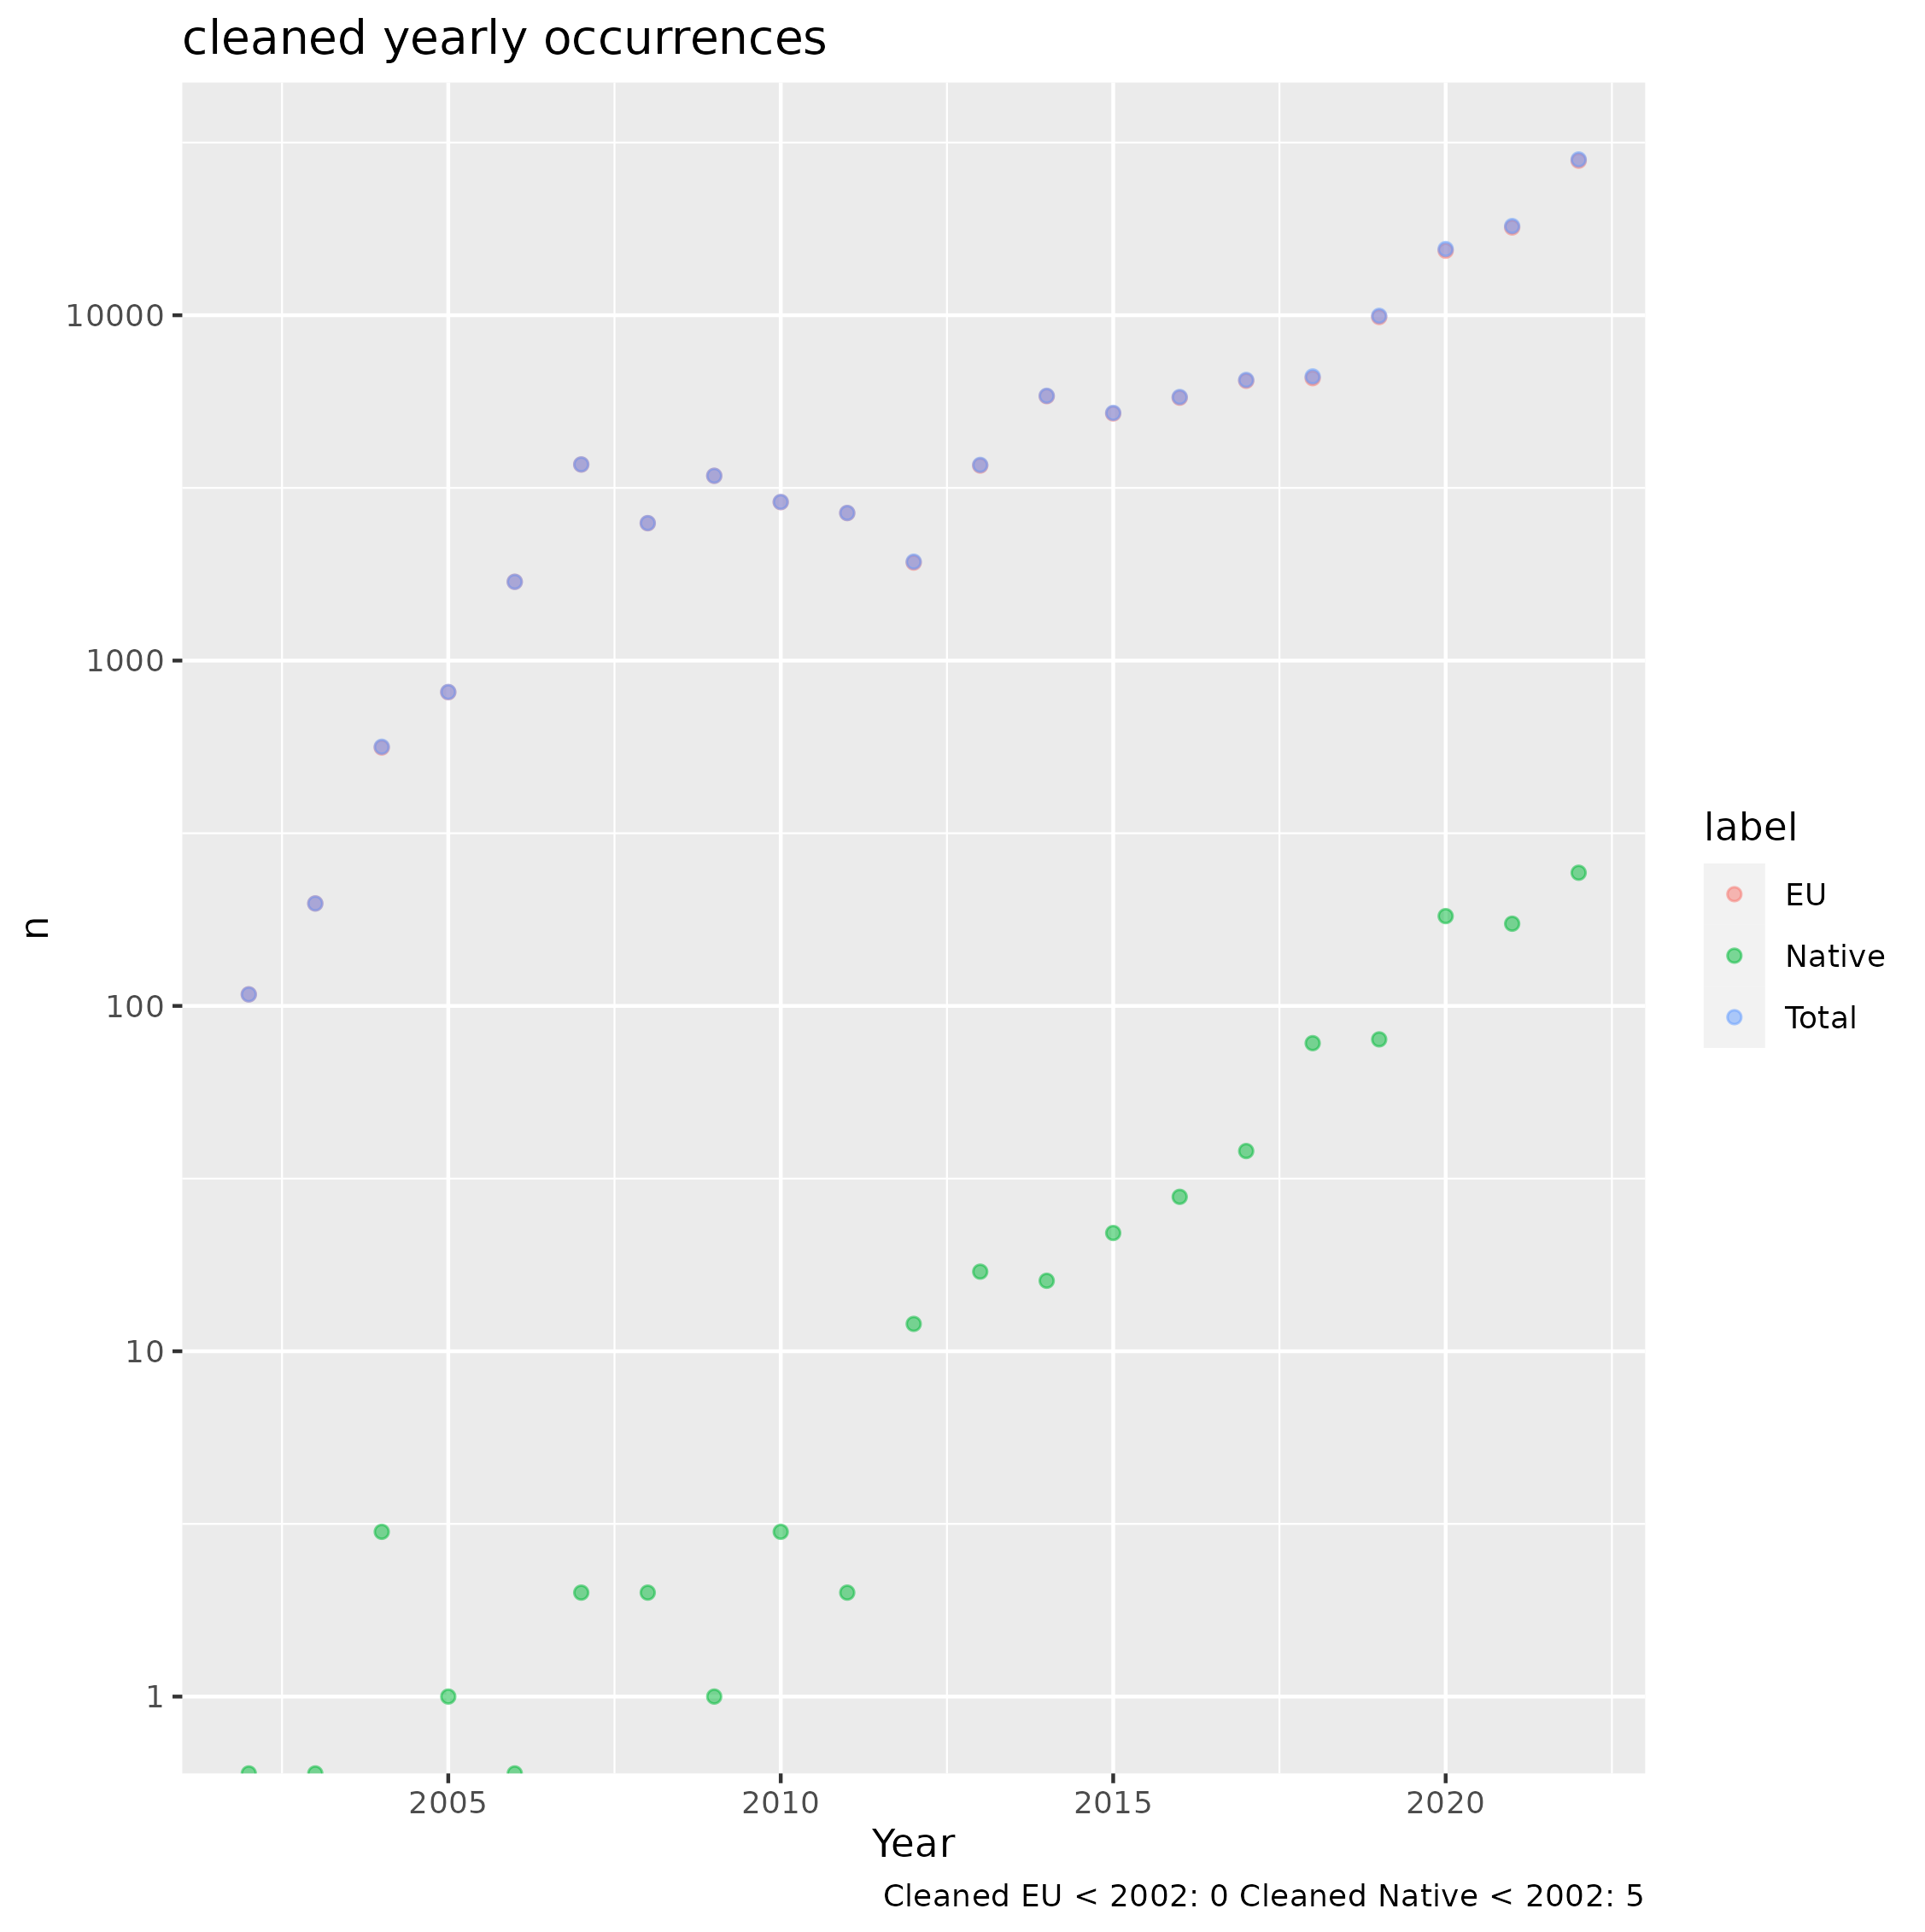 cleaned yearly occurrences
n
10000
1000
100
10
1
2005 2010 2015 2020
Year
label
EU
Native
Total
Cleaned EU < 2002: 0 Cleaned Native < 2002: 5